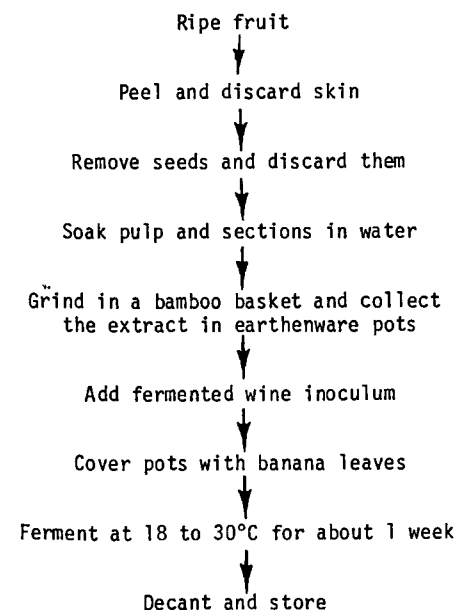 Ripe fruit
Peel and discard skin
Remove seeds and discard them
Soak pulp and sections in water
Grind in a bamboo basket and collect
the extract in earthenware pots
Add fermented wine inoculum
Cover pots with banana leaves
Ferment at 18 to 30°C for about 1 week
Decant and store